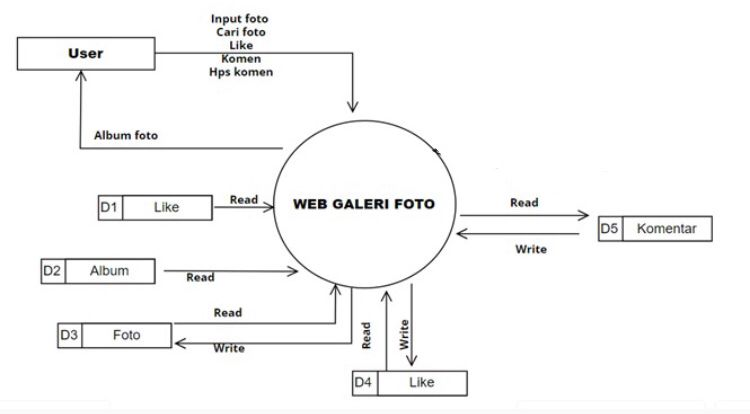 Input foto
Cari foto
Like
Komen
Hps komen
User
Album foto
D1 Like
Read
WEB GALERI FOTO
Read
Write
D5 Komentar
D2 Album
Read
D3 Foto
Read
Write
Read
Write
D4 Like